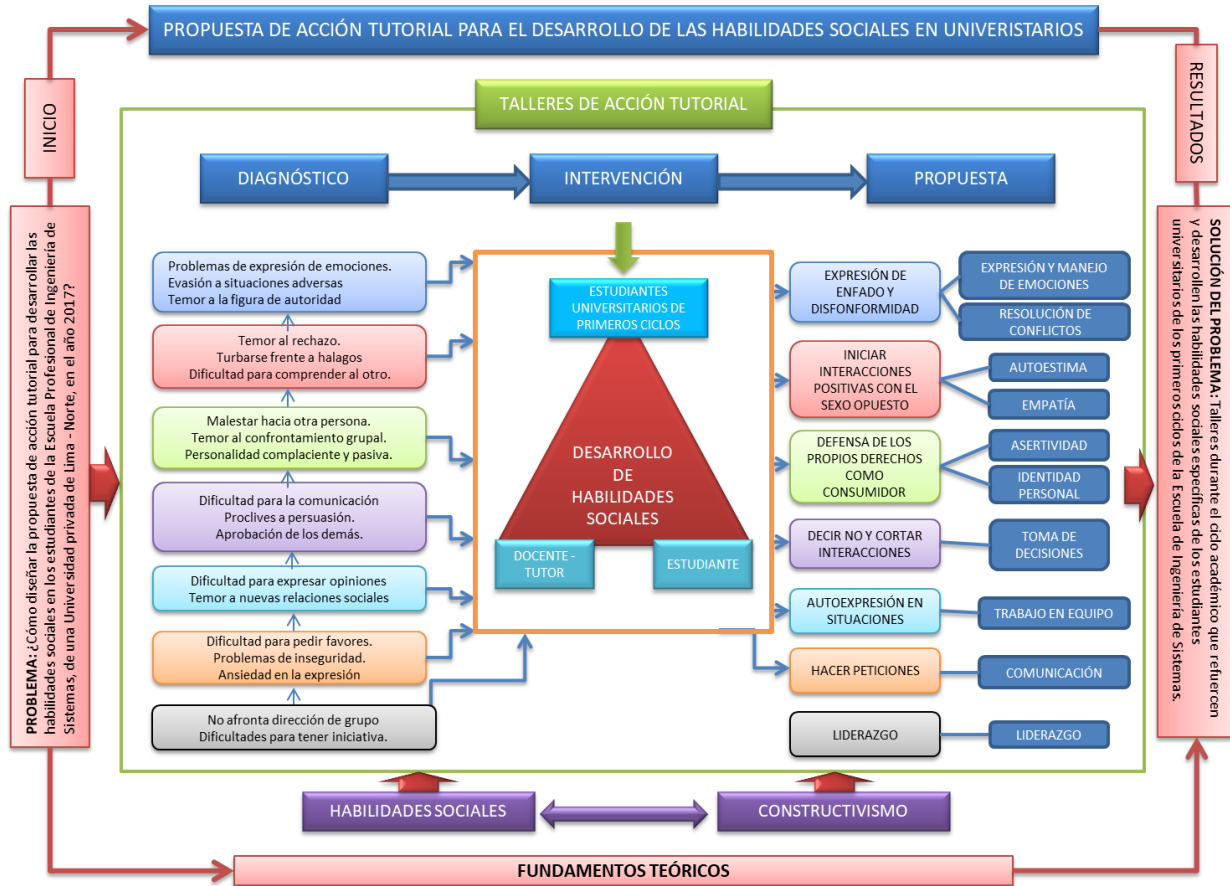 PROPUESTA DE ACCIÓN TUTORIAL PARA EL DESARROLLO DE LAS HABILIDADES SOCIALES EN UNIVERISTARIOS
INICIO
RESULTADOS
PROBLEMA: ¿Cómo diseñar la propuesta de acción tutorial para desarrollar las
habilidades sociales en los estudiantes de la Escuela Profesional de Ingeniería de
Sistemas, de una Universidad privada de Lima - Norte, en el año 2017?
TALLERES DE ACCIÓN TUTORIAL
DIAGNÓSTICO
INTERVENCIÓN
PROPUESTA
Problemas de expresión de emociones.
Evasión a situaciones adversas
Temor a la figura de autoridad
Temor al rechazo.
Turbarse frente a halagos
Dificultad para comprender al otro.
Malestar hacia otra persona.
Temor al confrontamiento grupal.
Personalidad complaciente y pasiva.
Dificultad para la comunicación
Proclives a persuasión.
Aprobación de los demás.
Dificultad para expresar opiniones
Temor a nuevas relaciones sociales
Dificultad para pedir favores.
Problemas de inseguridad.
Ansiedad en la expresión
No afronta dirección de grupo
Dificultades para tener iniciativa.
ESTUDIANTES
UNIVERSITARIOS DE
PRIMEROS CICLOS
DESARROLLO
DE
HABILIDADES
SOCIALES
DOCENTE -
TUTOR
ESTUDIANTE
EXPRESIÓN DE
ENFADO Y
DISFONFORMIDAD
EXPRESIÓN Y MANEJO
DE EMOCIONES
RESOLUCIÓN DE
CONFLICTOS
INICIAR
INTERACCIONES
POSITIVAS CON EL
SEXO OPUESTO
AUTOESTIMA
EMPATÍA
DEFENSA DE LOS
PROPIOS DERECHOS
COMO
CONSUMIDOR
ASERTIVIDAD
IDENTIDAD
PERSONAL
DECIR NO Y CORTAR
INTERACCIONES
TOMA DE
DECISIONES
AUTOEXPRESIÓN EN
SITUACIONES
TRABAJO EN EQUIPO
HACER PETICIONES
COMUNICACIÓN
LIDERAZGO
LIDERAZGO
SOLUCIÓN DEL PROBLEMA: Talleres durante el ciclo académico que refuercen
y desarrollen las habilidades sociales específicas de los estudiantes
universitarios de los primeros ciclos de la Escuela de Ingeniería de Sistemas.
HABILIDADES SOCIALES
CONSTRUCTIVISMO
FUNDAMENTOS TEÓRICOS